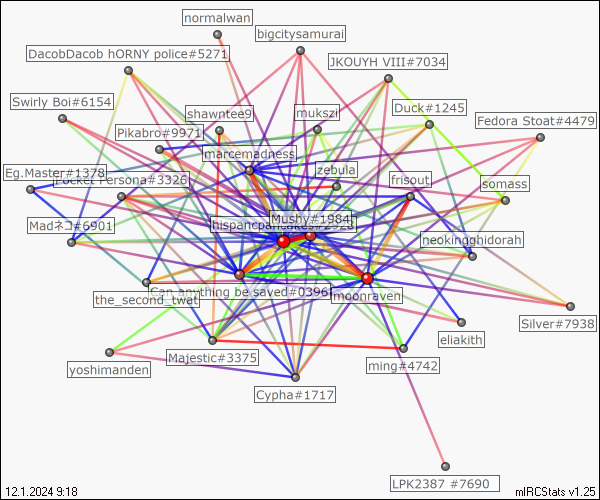 normalwan
bigcitysamurai
DacobDacob hORNY police#5271
JKOUYH VIII#7034
Swirly Boi#6154
shawntee9
mukszi
Duck#1245
Fedora Stoat#4479
Pikabro#9971
marcemadness
zebula
Eg.Master#1378
Pocket Persona#3326
frisout
somass
Madネコ#6901
Mushy#1984
neokingghidorah
Can anything be saved#0396
the_second_twat
moonraven
Silver#7938
eliakith
Majestic#3375
ming#4742
yoshimanden
Cypha#1717
LPK2387 #7690
12.1.2024 9:18
mIRCStats v1.25